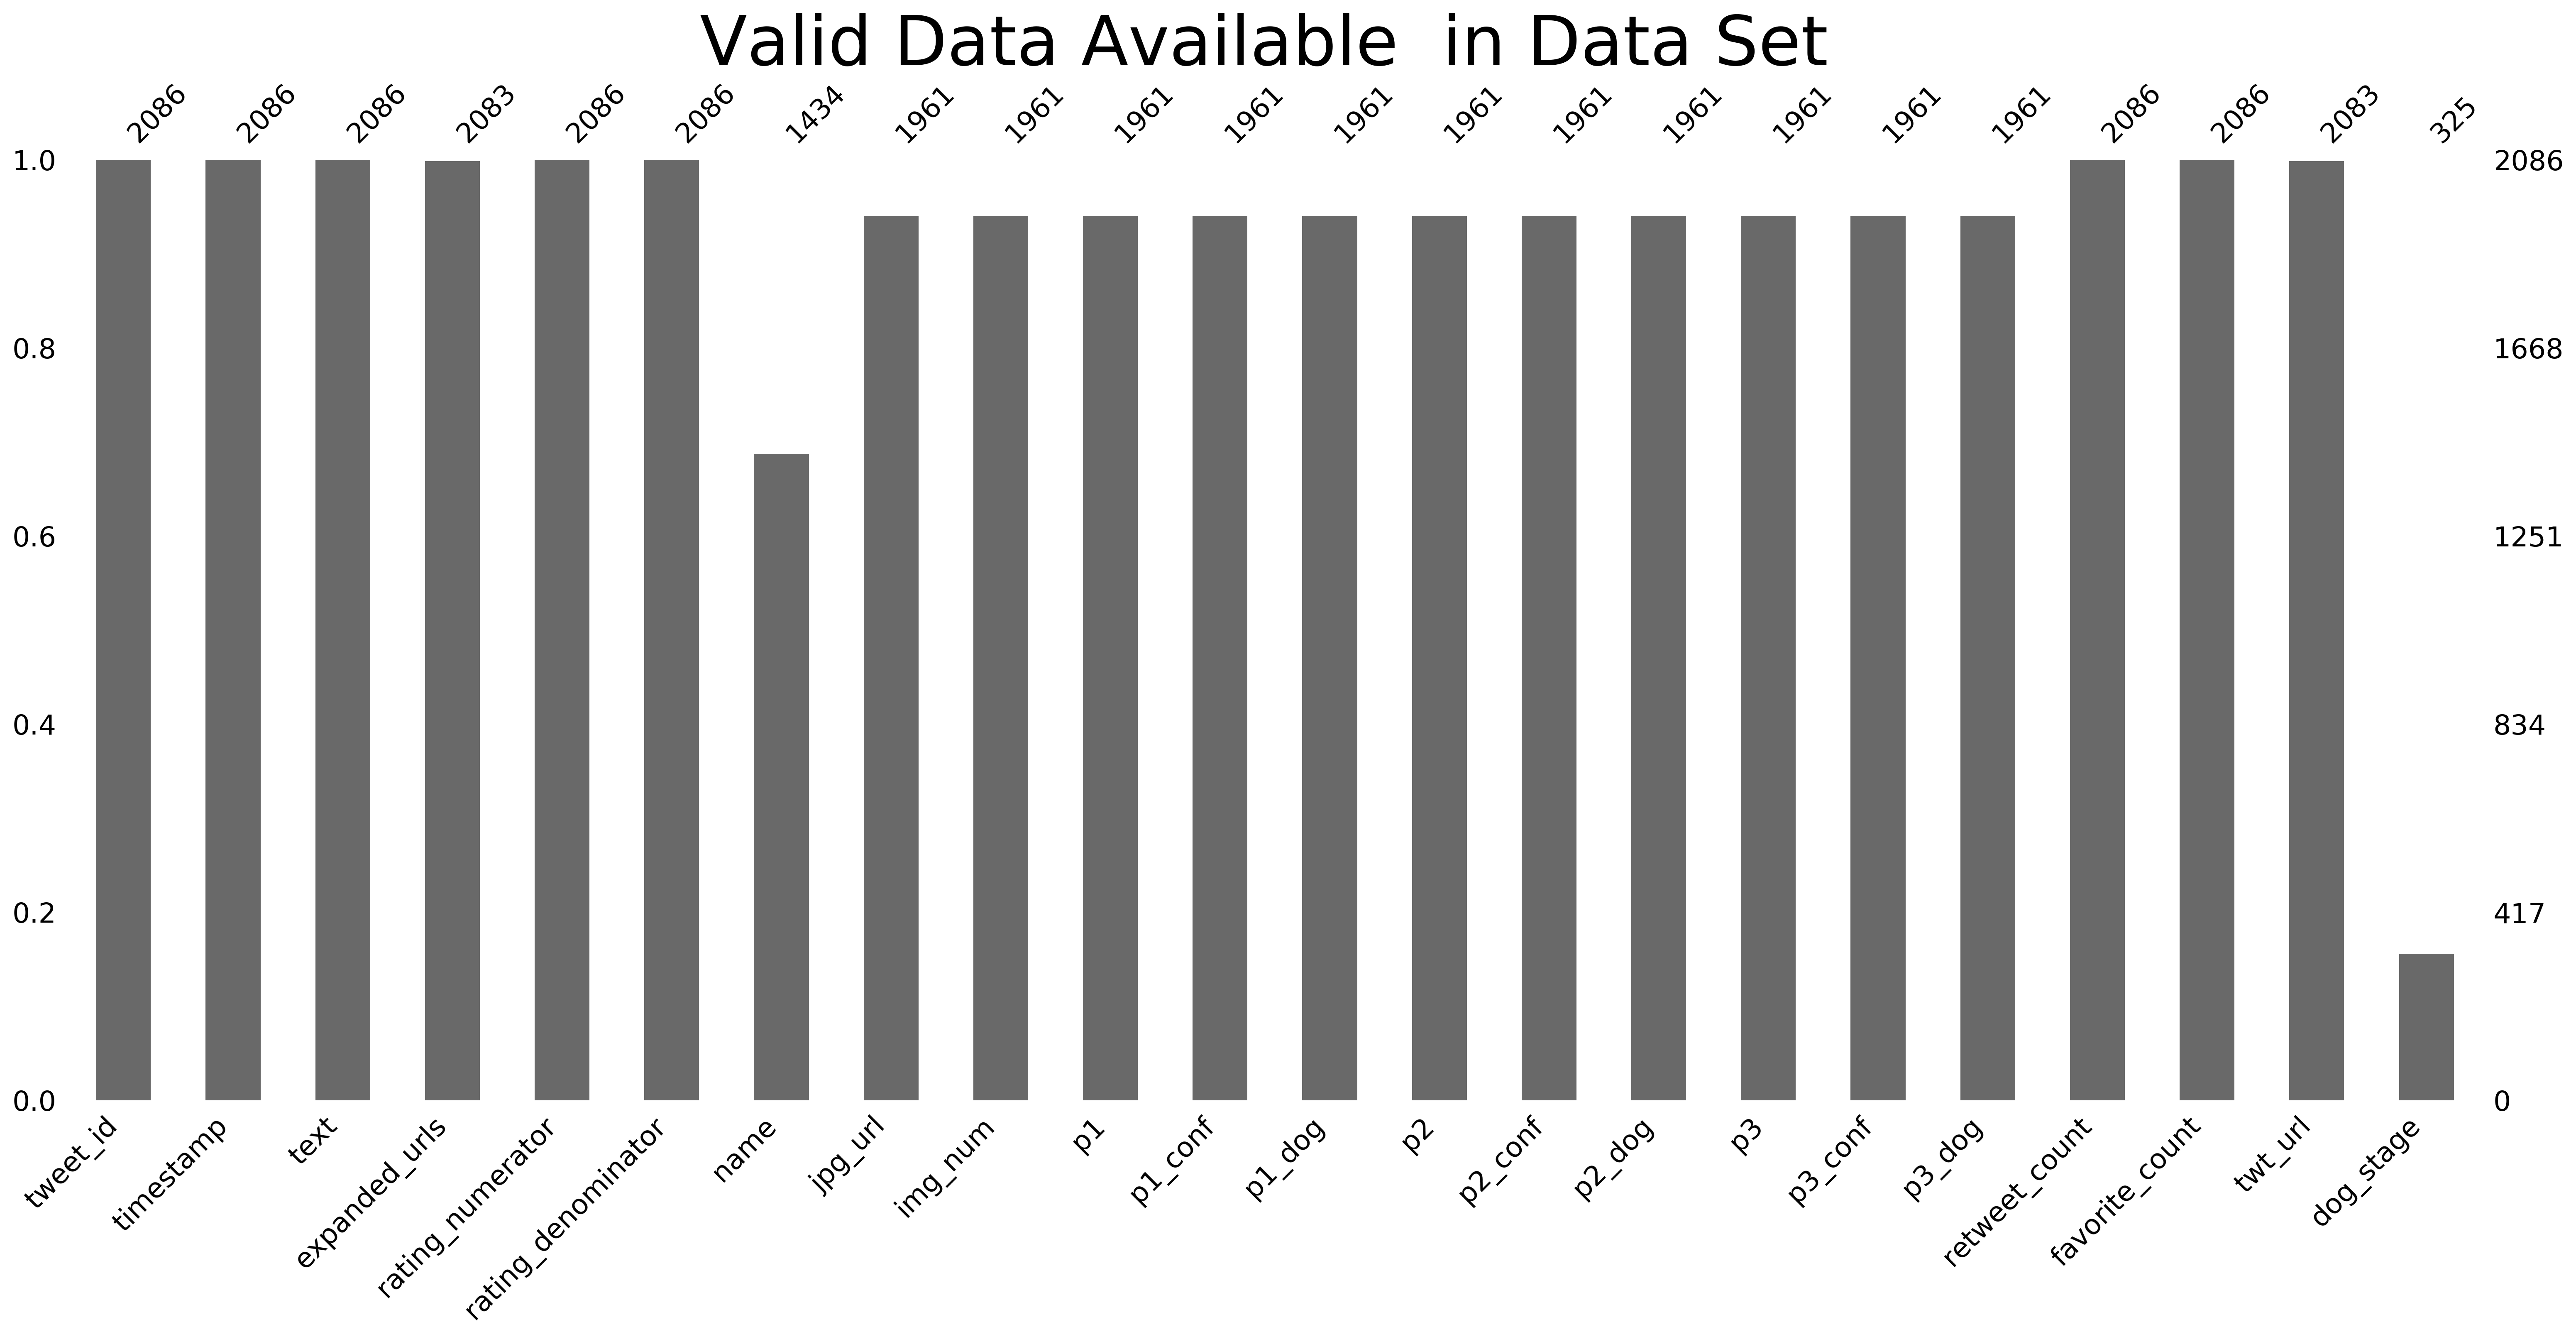 Valid Data Available  in Data Set
2086 2086 2086 2083 2086 2086 1434 1961 1961 1961 1961 1961 1961 1961 1961 1961 1961 1961 2086 2086 2083 325
1.0 2086
0.8 1668
0.6 1251
0.4 834
0.2 417
0.0 0
tweet_id timestamp text expanded_urls rating_numerator rating_denominator name jpg_url img_num p1 p1_conf p1_dog p2 p2_conf p2_dog p3 p3_conf p3_dog retweet_count favorite_count twt_url dog_stage